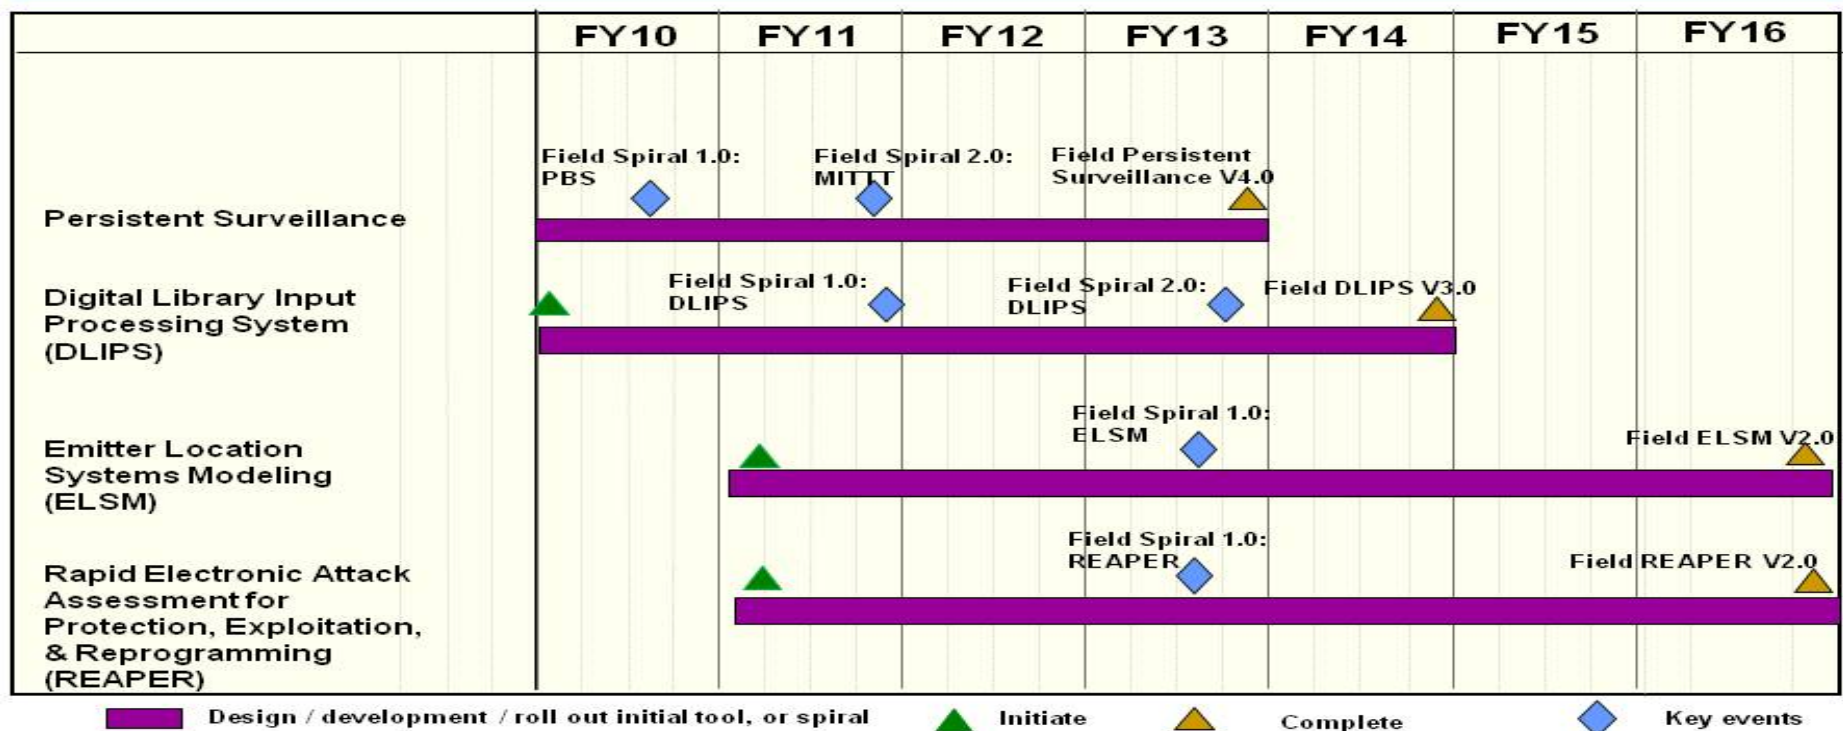 FY10 FY11 FY12 FY13 FY14 FY15 FY16
Field Spiral 1.0:
PBS
Field Spiral 2.0:
MITTT
Field Persistent
Surveillance V4.0
Persistent Surveillance
Field Spiral 1.0:
DLIPS
Field Spiral 2.0:
DLIPS
Field DLIPS V3.0
Digital Library Input
Processing System
(DLIPS)
Field Spiral 1.0:
ELSM
Field ELSM V2.0
Emitter Location
Systems Modeling
(ELSM)
Field Spiral 1.0:
REAPER
Field REAPER V2.0
Rapid Electronic Attack
Assessment for
Protection, Exploitation,
& Reprogramming
(REAPER)
Design / development / roll out initial tool, or spiral
Initiate
Complete
Key events